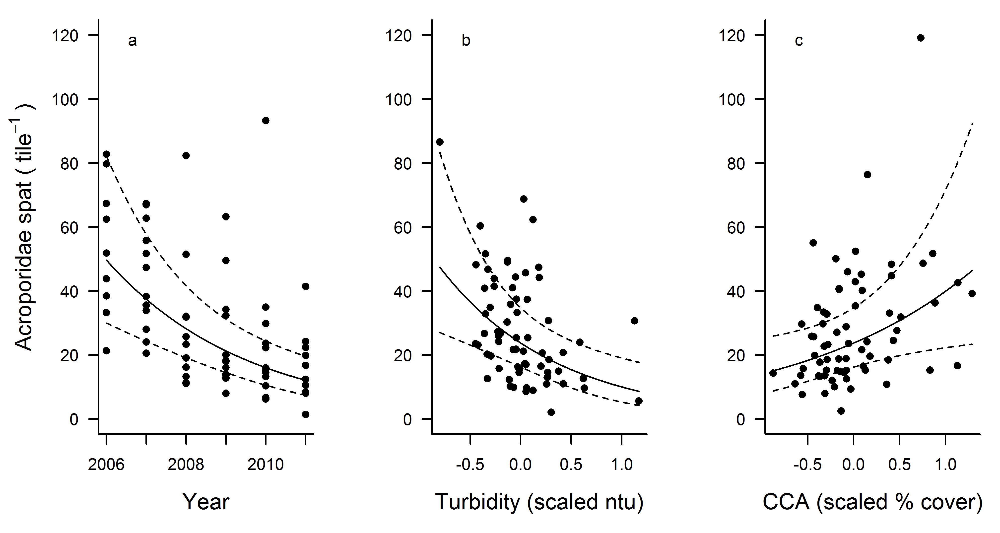 Acroporidae spat ( tile⁻¹ )
a
120
100
80
60
40
20
0
2006 2008 2010
Year
b
120
100
80
60
40
20
0
-0.5 0.0 0.5 1.0
Turbidity (scaled ntu)
c
120
100
80
60
40
20
0
-0.5 0.0 0.5 1.0
CCA (scaled % cover)